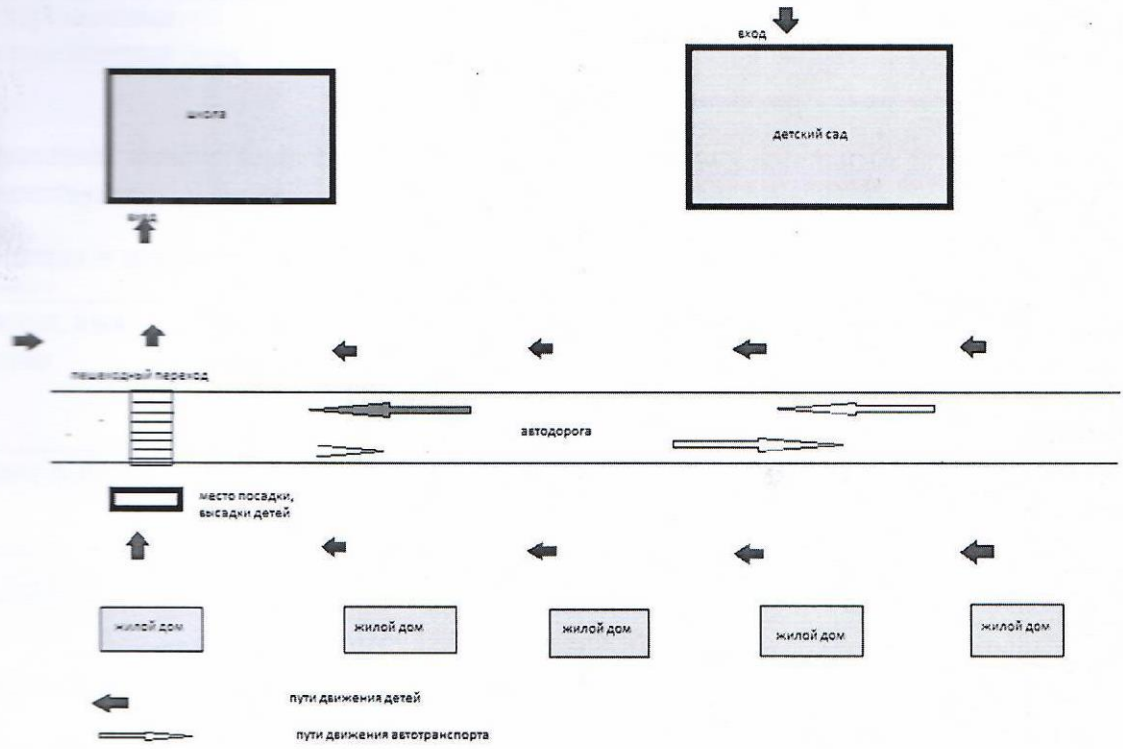 вход
школа
детский сад
вход
пешеходный переход
автодорога
место посадки,
высадки детей
жилой дом
жилой дом
жилой дом
жилой дом
жилой дом
пути движения детей
пути движения автотранспорта